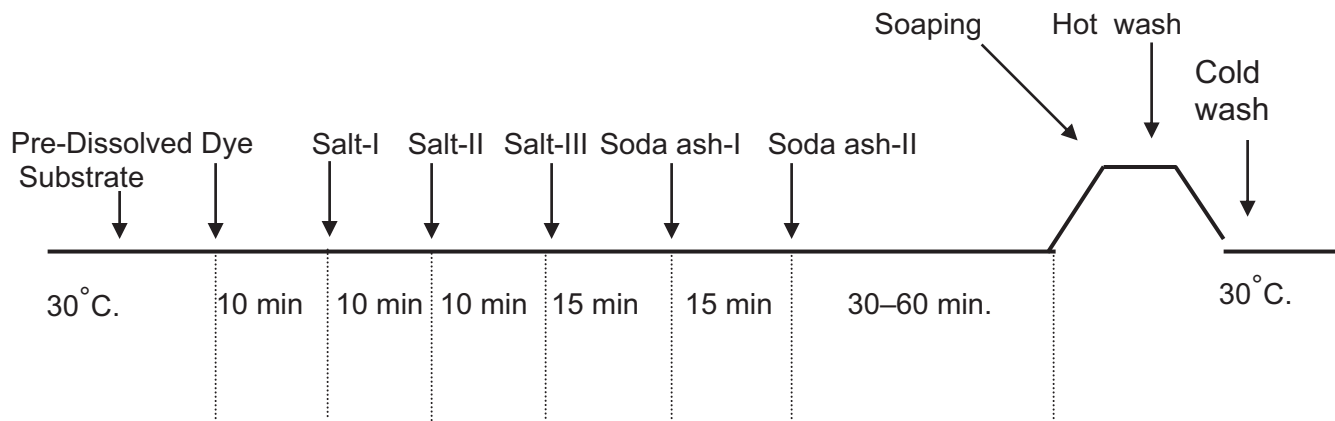 Soaping
Hot wash
Cold
wash
Pre-Dissolved Dye
Substrate
Salt-I
Salt-II
Salt-III
Soda ash-I
Soda ash-II
30°C.
10 min
10 min
10 min
15 min
15 min
30–60 min.
30°C.